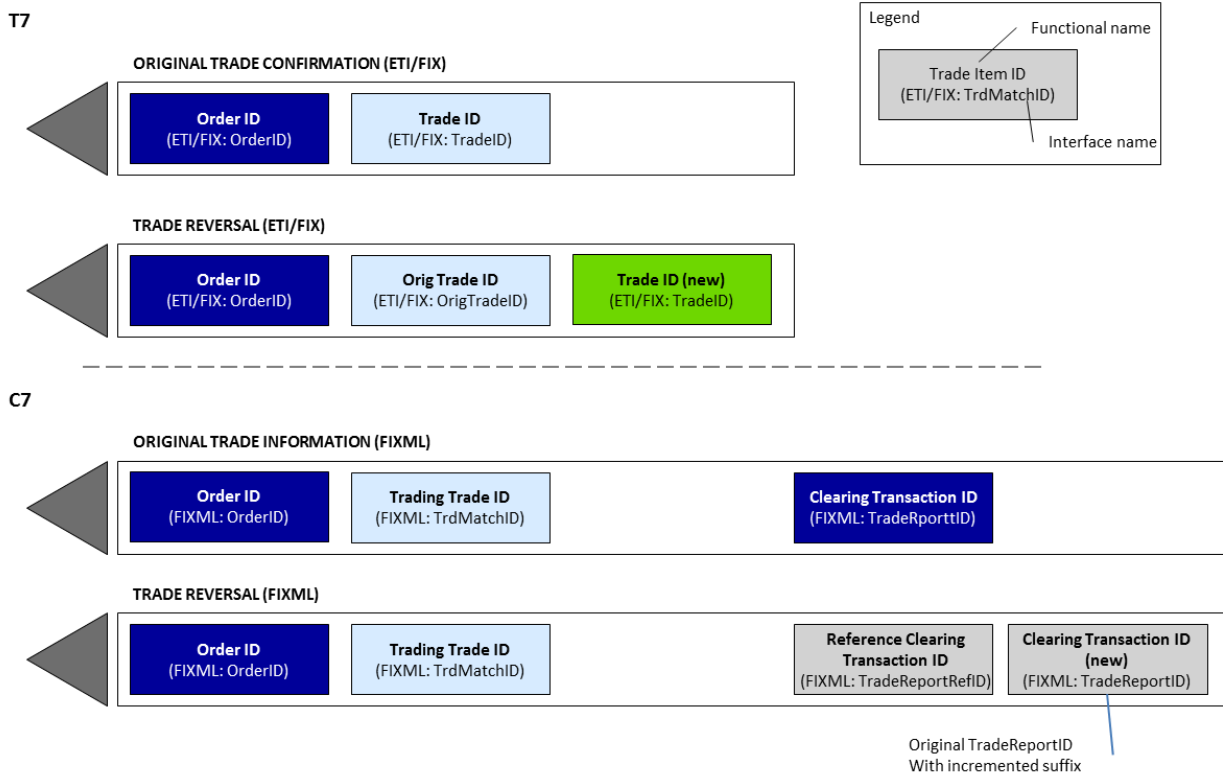 T7
Legend
Functional name
Trade Item ID
(ETI/FIX: TrdMatchID)
Interface name
ORIGINAL TRADE CONFIRMATION (ETI/FIX)
Order ID
(ETI/FIX: OrderID)
Trade ID
(ETI/FIX: TradeID)
TRADE REVERSAL (ETI/FIX)
Order ID
(ETI/FIX: OrderID)
Orig Trade ID
(ETI/FIX: OrigTradeID)
Trade ID (new)
(ETI/FIX: TradeID)
C7
ORIGINAL TRADE INFORMATION (FIXML)
Order ID
(FIXML: OrderID)
Trading Trade ID
(FIXML: TrdMatchID)
Clearing Transaction ID
(FIXML: TradeRporttID)
TRADE REVERSAL (FIXML)
Order ID
(FIXML: OrderID)
Trading Trade ID
(FIXML: TrdMatchID)
Reference Clearing
Transaction ID
(FIXML: TradeReportRefID)
Clearing Transaction ID
(new)
(FIXML: TradeReportID)
Original TradeReportID
With incremented suffix